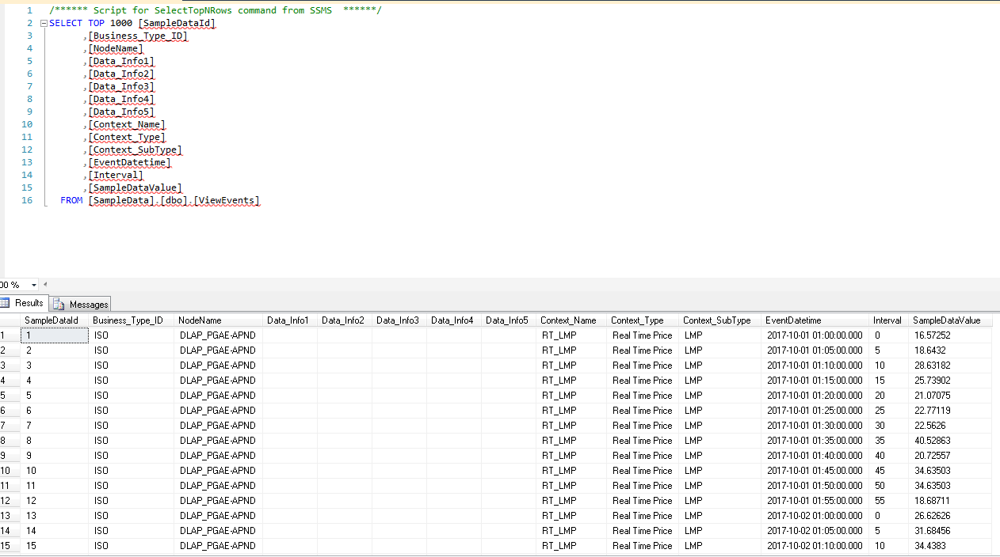 1 /****** Script for SelectTopNRows command from SSMS ******/
2 SELECT TOP 1000 [SampleDataId]
3 ,[Business_Type_ID]
4 ,[NodeName]
5 ,[Data_Info1]
6 ,[Data_Info2]
7 ,[Data_Info3]
8 ,[Data_Info4]
9 ,[Data_Info5]
10 ,[Context_Name]
11 ,[Context_Type]
12 ,[Context_SubType]
13 ,[EventDatetime]
14 ,[Interval]
15 ,[SampleDataValue]
16 FROM [SampleData].[dbo].[ViewEvents]
00 %
Results Messages
SampleDataId Business_Type_ID NodeName Data_Info1 Data_Info2 Data_Info3 Data_Info4 Data_Info5 Context_Name Context_Type Context_SubType EventDatetime Interval SampleDataValue
1 1 ISO DLAP_PGAE-APND RT_LMP Real Time Price LMP 2017-10-01 01:00:00.000 0 16.57252
2 2 ISO DLAP_PGAE-APND RT_LMP Real Time Price LMP 2017-10-01 01:05:00.000 5 18.6432
3 3 ISO DLAP_PGAE-APND RT_LMP Real Time Price LMP 2017-10-01 01:10:00.000 10 28.63182
4 4 ISO DLAP_PGAE-APND RT_LMP Real Time Price LMP 2017-10-01 01:15:00.000 15 25.73902
5 5 ISO DLAP_PGAE-APND RT_LMP Real Time Price LMP 2017-10-01 01:20:00.000 20 21.07075
6 6 ISO DLAP_PGAE-APND RT_LMP Real Time Price LMP 2017-10-01 01:25:00.000 25 22.77119
7 7 ISO DLAP_PGAE-APND RT_LMP Real Time Price LMP 2017-10-01 01:30:00.000 30 22.5626
8 8 ISO DLAP_PGAE-APND RT_LMP Real Time Price LMP 2017-10-01 01:35:00.000 35 40.52863
9 9 ISO DLAP_PGAE-APND RT_LMP Real Time Price LMP 2017-10-01 01:40:00.000 40 20.72557
10 10 ISO DLAP_PGAE-APND RT_LMP Real Time Price LMP 2017-10-01 01:45:00.000 45 34.63503
11 11 ISO DLAP_PGAE-APND RT_LMP Real Time Price LMP 2017-10-01 01:50:00.000 50 34.63503
12 12 ISO DLAP_PGAE-APND RT_LMP Real Time Price LMP 2017-10-01 01:55:00.000 55 18.68711
13 13 ISO DLAP_PGAE-APND RT_LMP Real Time Price LMP 2017-10-02 01:00:00.000 0 26.62626
14 14 ISO DLAP_PGAE-APND RT_LMP Real Time Price LMP 2017-10-02 01:05:00.000 5 31.68456
15 15 ISO DLAP_PGAE-APND RT_LMP Real Time Price LMP 2017-10-02 01:10:00.000 10 34.4383